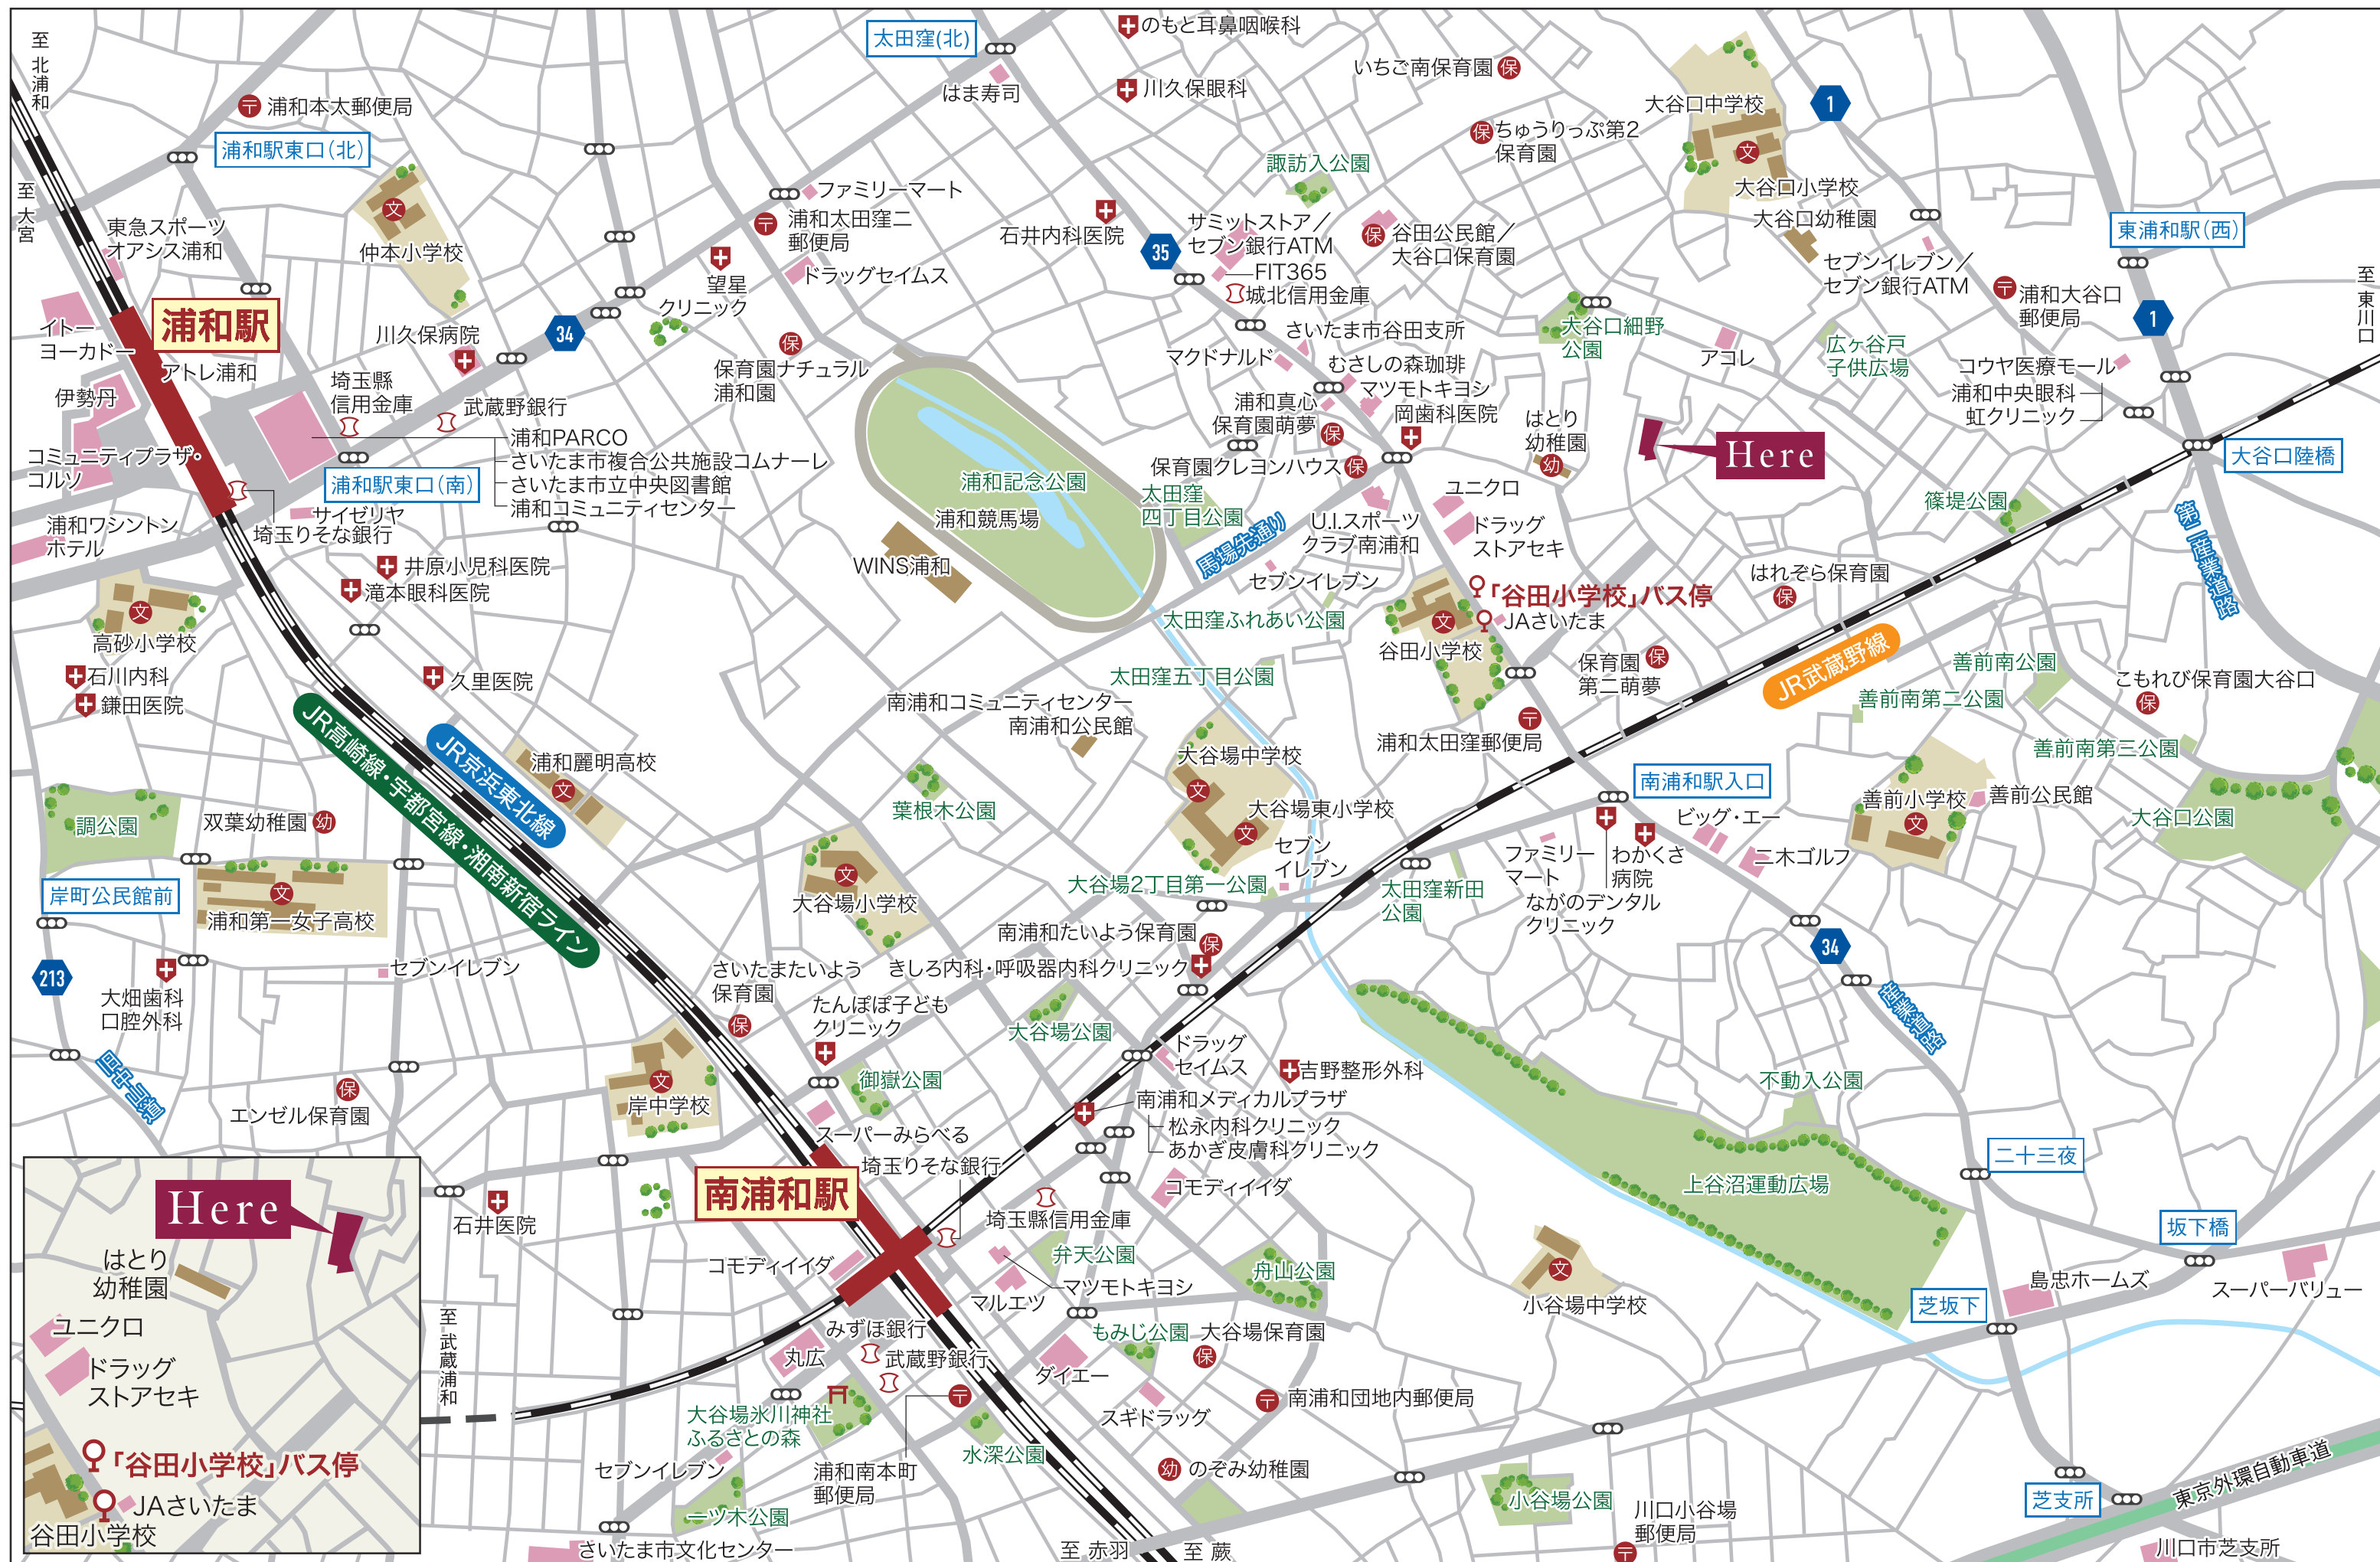 至 北浦和
至 大宮
浦和本太郵便局
浦和駅東口(北)
太田窪(北)
はま寿司
のもと耳鼻咽喉科
川久保眼科
いちご南保育園
保
ちゅうりっぷ第2
保育園
大谷口中学校
文
大谷口小学校
大谷口幼稚園
1
東浦和駅(西)
至 東川口
東急スポーツ
オアシス浦和
仲本小学校
文
ファミリーマート
浦和太田窪二
郵便局
望星
クリニック
ドラッグセイムス
石井内科医院
35
サミットストア/
セブン銀行ATM
FIT365
城北信用金庫
諏訪入公園
谷田公民館/
大谷口保育園
保
セブンイレブン/
セブン銀行ATM
浦和大谷口
郵便局
1
イトー
ヨーカドー
浦和駅
アトレ浦和
伊勢丹
コミュニティプラザ・
コルソ
浦和ワシントン
ホテル
川久保病院
34
埼玉縣
信用金庫
武蔵野銀行
浦和PARCO
さいたま市複合公共施設コムナーレ
さいたま市立中央図書館
浦和コミュニティセンター
浦和駅東口(南)
サイゼリヤ
埼玉りそな銀行
保
保育園ナチュラル
浦和園
さいたま市谷田支所
マクドナルド
むさしの森珈琲
マツモトキヨシ
浦和真心
保育園萌夢
保
岡歯科医院
保育園クレヨンハウス
保
大谷口細野
公園
アコレ
広ヶ谷戸
子供広場
コウヤ医療モール
浦和中央眼科
虹クリニック
大谷口陸橋
はとり
幼稚園
幼
Here
浦和記念公園
浦和競馬場
WINS浦和
太田窪
四丁目公園
馬場先通り
U.I.スポーツ
クラブ南浦和
セブンイレブン
ユニクロ
ドラッグ
ストアセキ
篠堤公園
第二産業道路
井原小児科医院
滝本眼科医院
高砂小学校
文
石川内科
鎌田医院
久里医院
太田窪ふれあい公園
太田窪五丁目公園
谷田小学校
文
「谷田小学校」バス停
JAさいたま
はれぞら保育園
保
保育園
第二萌夢
保
JR武蔵野線
善前南公園
善前南第二公園
こもれび保育園大谷口
保
善前南第三公園
JR高崎線・宇都宮線・湘南新宿ライン
JR京浜東北線
浦和麗明高校
文
南浦和コミュニティセンター
南浦和公民館
葉根木公園
大谷場中学校
文
大谷場東小学校
文
セブン
イレブン
浦和太田窪郵便局
南浦和駅入口
ビッグ・エー
二木ゴルフ
善前小学校
文
善前公民館
大谷口公園
調公園
双葉幼稚園
幼
岸町公民館前
浦和第一女子高校
文
大谷場小学校
文
大谷場2丁目第一公園
太田窪新田
公園
ファミリー
マート
わかくさ
病院
ながのデンタル
クリニック
34
産業道路
213
大畑歯科
口腔外科
セブンイレブン
田島大牧線
さいたまたいよう
保育園
保
南浦和たいよう保育園
保
きしろ内科・呼吸器内科クリニック
たんぽぽ子ども
クリニック
大谷場公園
ドラッグ
セイムス
エンゼル保育園
保
岸中学校
文
御嶽公園
スーパーみらべる
吉野整形外科
南浦和メディカルプラザ
松永内科クリニック
あかぎ皮膚科クリニック
コモディイイダ
不動入公園
上谷沼運動広場
二十三夜
坂下橋
石井医院
南浦和駅
埼玉りそな銀行
埼玉縣信用金庫
コモディイイダ
弁天公園
マツモトキヨシ
マルエツ
舟山公園
小谷場中学校
文
芝坂下
島忠ホームズ
スーパーバリュー
至 武蔵浦和
みずほ銀行
丸広
武蔵野銀行
もみじ公園
大谷場保育園
保
ダイエー
大谷場氷川神社
ふるさとの森
スギドラッグ
南浦和団地内郵便局
水深公園
浦和南本町
郵便局
セブンイレブン
一ツ木公園
幼
のぞみ幼稚園
小谷場公園
川口小谷場
郵便局
芝支所
東京外環自動車道
川口市芝支所
さいたま市文化センター
至 赤羽
至 蕨
Here
はとり
幼稚園
ユニクロ
ドラッグ
ストアセキ
「谷田小学校」バス停
JAさいたま
谷田小学校